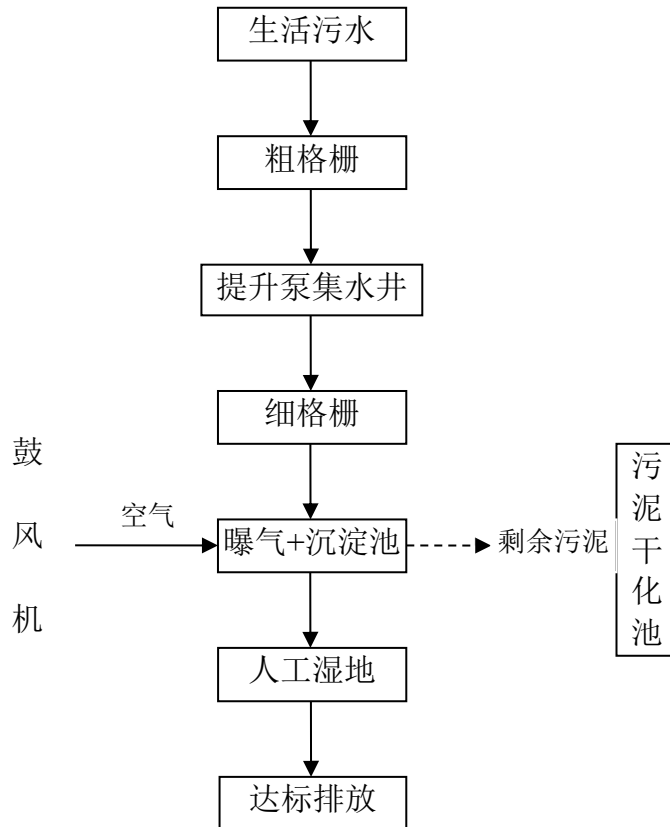 生活污水
粗格栅
提升泵集水井
细格栅
鼓风机
空气
曝气+沉淀池
剩余污泥
污泥干化池
人工湿地
达标排放